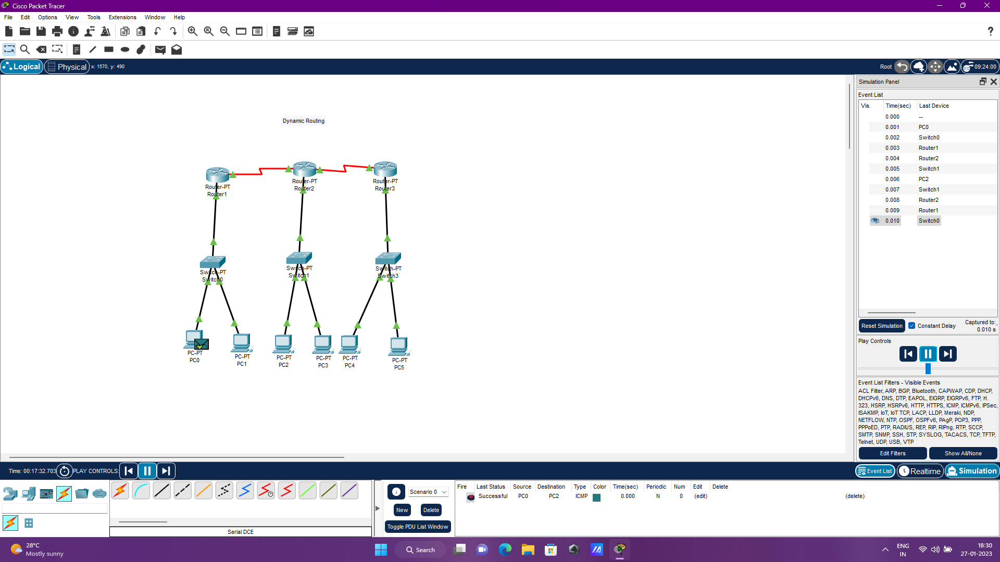 Cisco Packet Tracer
File Edit Options View Tools Extensions Window Help
Logical Physical x: 1570, y: 490 Root 09:24:00
Dynamic Routing
Router-PT
Router1
Router-PT
Router2
Router-PT
Router3
Switch-PT
Switch0
Switch-PT
Switch1
Switch-PT
Switch3
PC-PT
PC0
PC-PT
PC1
PC-PT
PC2
PC-PT
PC3
PC-PT
PC4
PC-PT
PC5
Simulation Panel
Event List
Vis. Time(sec) Last Device
0.000 --
0.001 PC0
0.002 Switch0
0.003 Router1
0.004 Router2
0.005 Switch1
0.006 PC2
0.007 Switch1
0.008 Router2
0.009 Router1
0.010 Switch0
Reset Simulation Constant Delay Captured to:
0.010 s
Play Controls
Event List Filters - Visible Events
ACL Filter, ARP, BGP, Bluetooth, CAPWAP, CDP, DHCP,
DHCPv6, DNS, DTP, EAPOL, EIGRP, EIGRPv6, FTP, H.
323, HSRP, HSRPv6, HTTP, HTTPS, ICMP, ICMPv6, IPSec,
ISAKMP, IoT, IoT TCP, LACP, LLDP, Meraki, NDP,
NETFLOW, NTP, OSPF, OSPFv6, PAgP, POP3, PPP,
PPPoED, PTP, RADIUS, REP, RIP, RIPng, RTP, SCCP,
SMTP, SNMP, SSH, STP, SYSLOG, TACACS, TCP, TFTP,
Telnet, UDP, USB, VTP
Edit Filters Show All/None
Time: 00:17:32.703 PLAY CONTROLS: Event List Realtime Simulation
Serial DCE
Scenario 0
New Delete
Toggle PDU List Window
Fire Last Status Source Destination Type Color Time(sec) Periodic Num Edit Delete
Successful PC0 PC2 ICMP 0.000 N 0 (edit) (delete)
28°C
Mostly sunny
Search
ENG
IN
18:30
27-01-2023